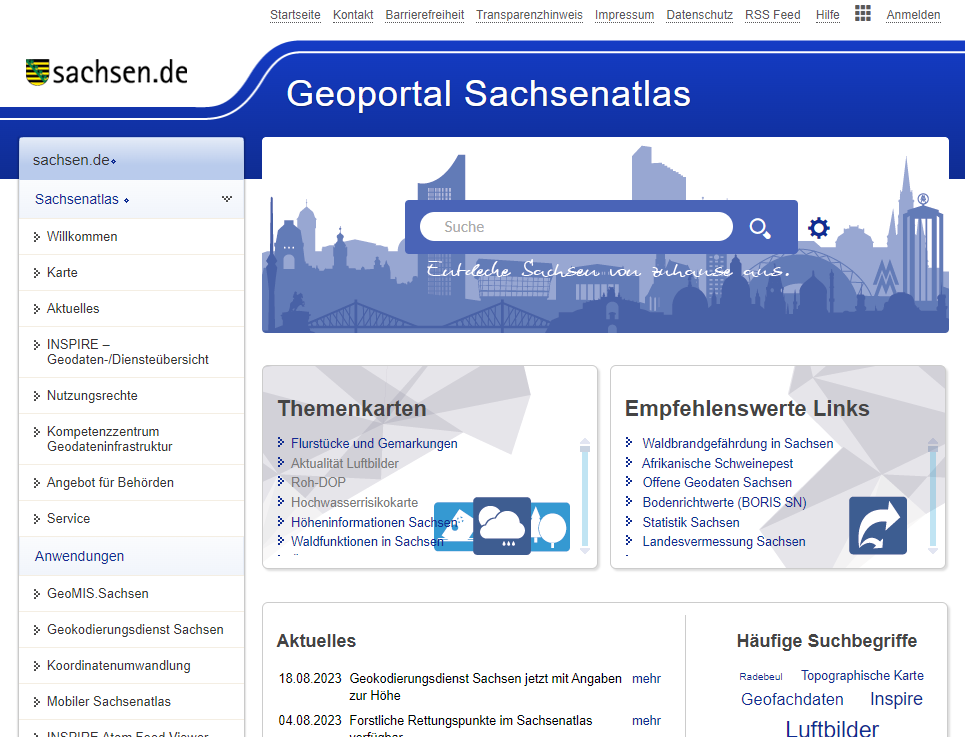 Startseite Kontakt Barrierefreiheit Transparenzhinweis Impressum Datenschutz RSS Feed Hilfe Anmelden
sachsen.de
Geoportal Sachsenatlas
sachsen.de
Sachsenatlas
Willkommen
Karte
Aktuelles
INSPIRE –
Geodaten-/Diensteübersicht
Nutzungsrechte
Kompetenzzentrum
Geodateninfrastruktur
Angebot für Behörden
Service
Anwendungen
GeoMIS.Sachsen
Geokodierungsdienst Sachsen
Koordinatenumwandlung
Mobiler Sachsenatlas
INSPIRE Atom Feed Viewer
Suche
Entdecke Sachsen von zuhause aus.
Themenkarten
Flurstücke und Gemarkungen
Aktualität Luftbilder
Roh-DOP
Hochwasserrisikokarte
Höheninformationen Sachsen
Waldfunktionen in Sachsen
Empfehlenswerte Links
Waldbrandgefährdung in Sachsen
Afrikanische Schweinepest
Offene Geodaten Sachsen
Bodenrichtwerte (BORIS SN)
Statistik Sachsen
Landesvermessung Sachsen
Aktuelles
18.08.2023 Geokodierungsdienst Sachsen jetzt mit Angaben mehr
zur Höhe
04.08.2023 Forstliche Rettungspunkte im Sachsenatlas mehr
verfügbar
Häufige Suchbegriffe
Radebeul Topographische Karte
Geofachdaten Inspire
Luftbilder